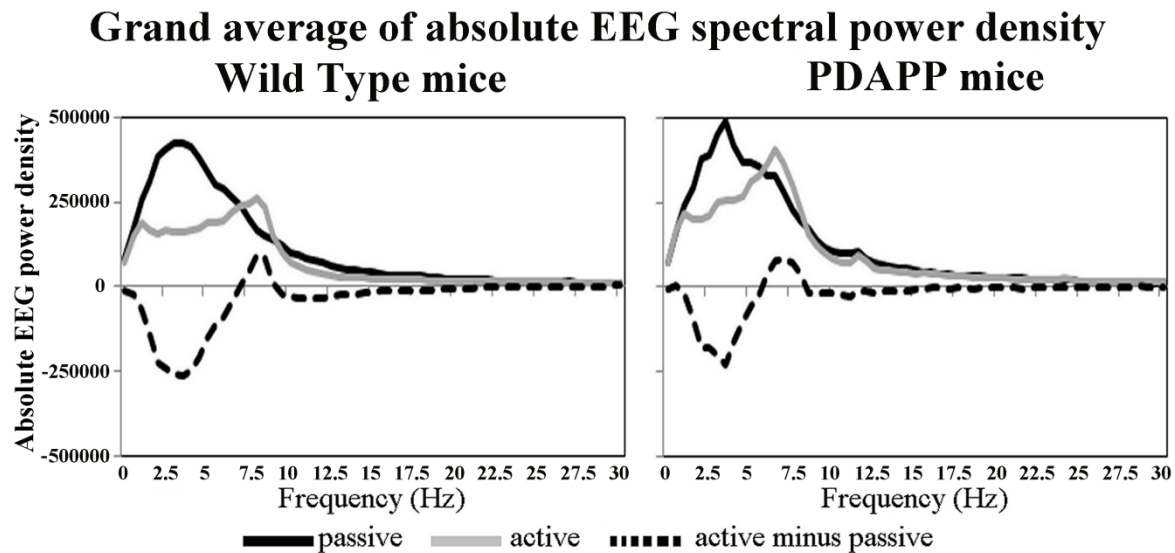 Grand average of absolute EEG spectral power density
Wild Type mice
PDAPP mice
Absolute EEG power density
500000
250000
0
-250000
-500000
0 2.5 5 7.5 10 12.5 15 17.5 20 22.5 25 27.5 30
Frequency (Hz)
0 2.5 5 7.5 10 12.5 15 17.5 20 22.5 25 27.5 30
Frequency (Hz)
passive active active minus passive